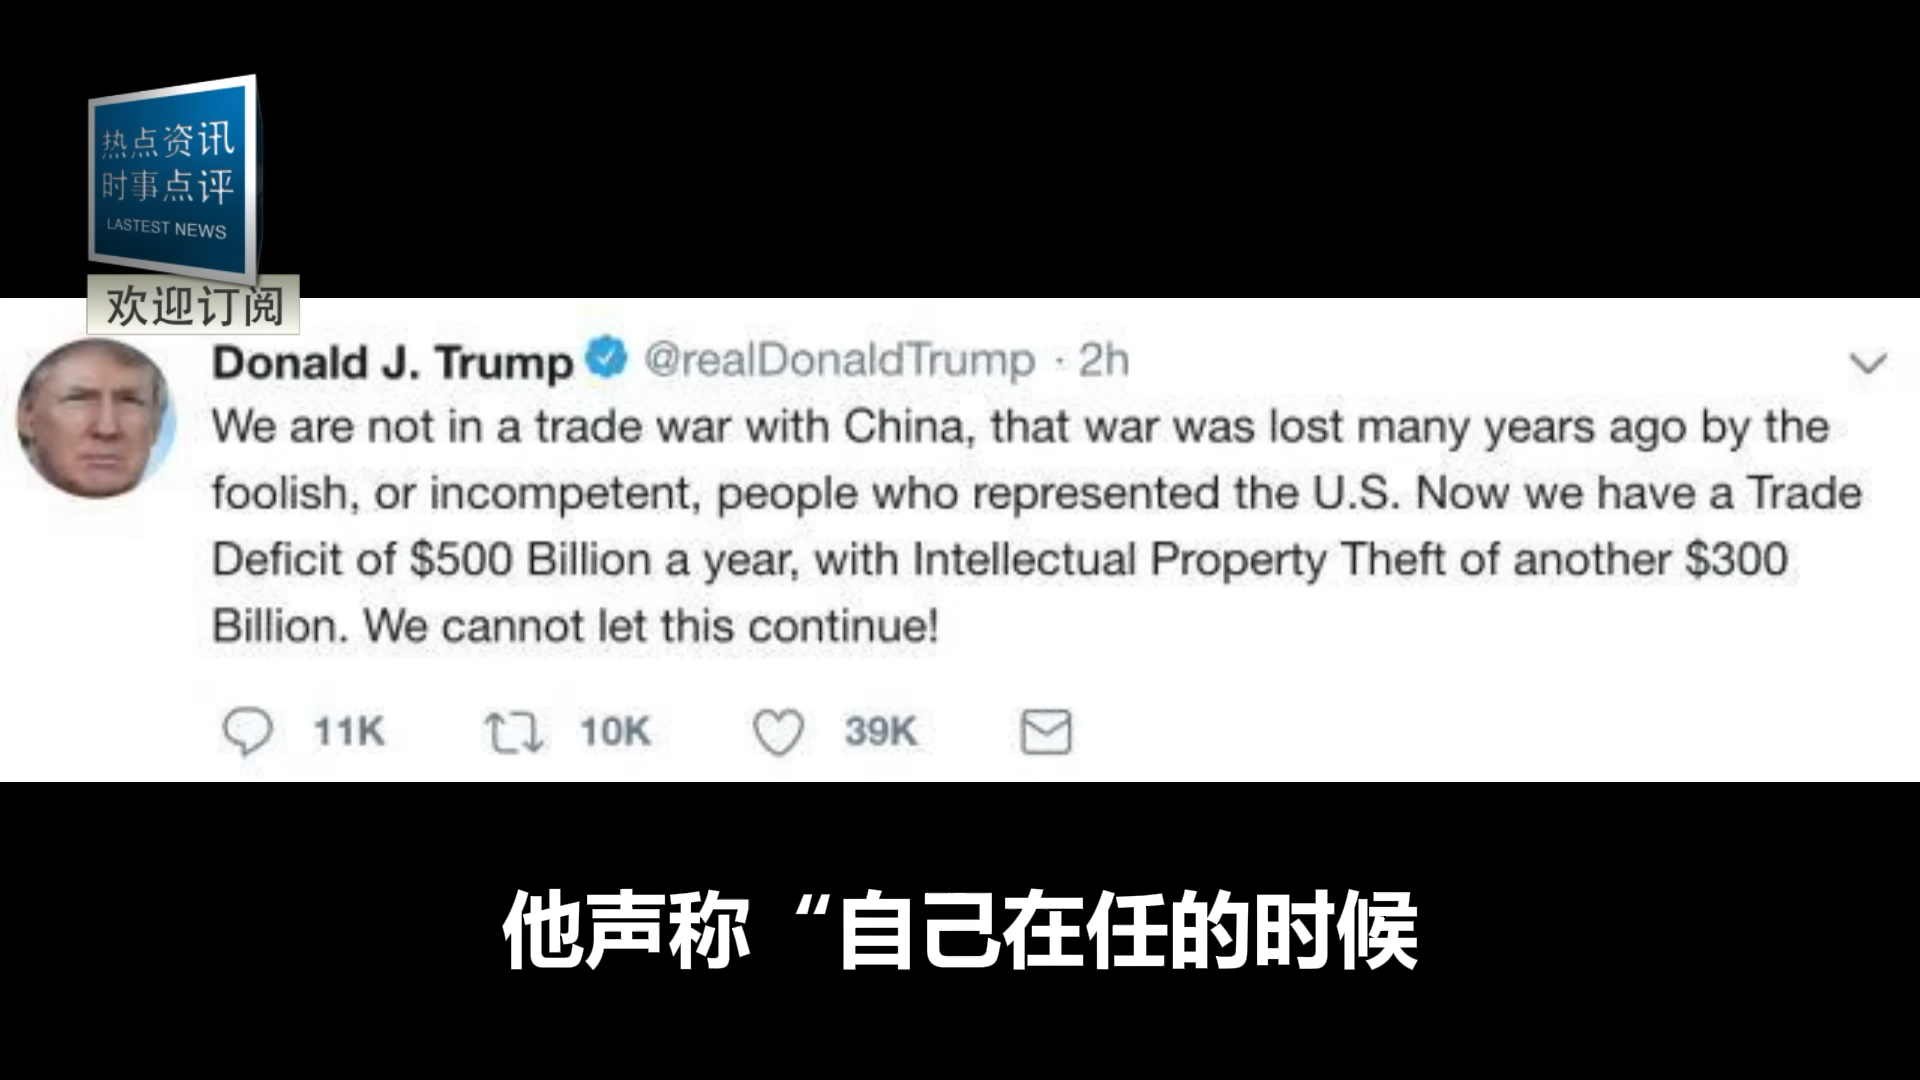 热点资讯
时事点评
LASTEST NEWS
欢迎订阅
Donald J. Trump @realDonaldTrump · 2h
We are not in a trade war with China, that war was lost many years ago by the
foolish, or incompetent, people who represented the U.S. Now we have a Trade
Deficit of $500 Billion a year, with Intellectual Property Theft of another $300
Billion. We cannot let this continue!
11K 10K 39K
他声称“自己在任的时候